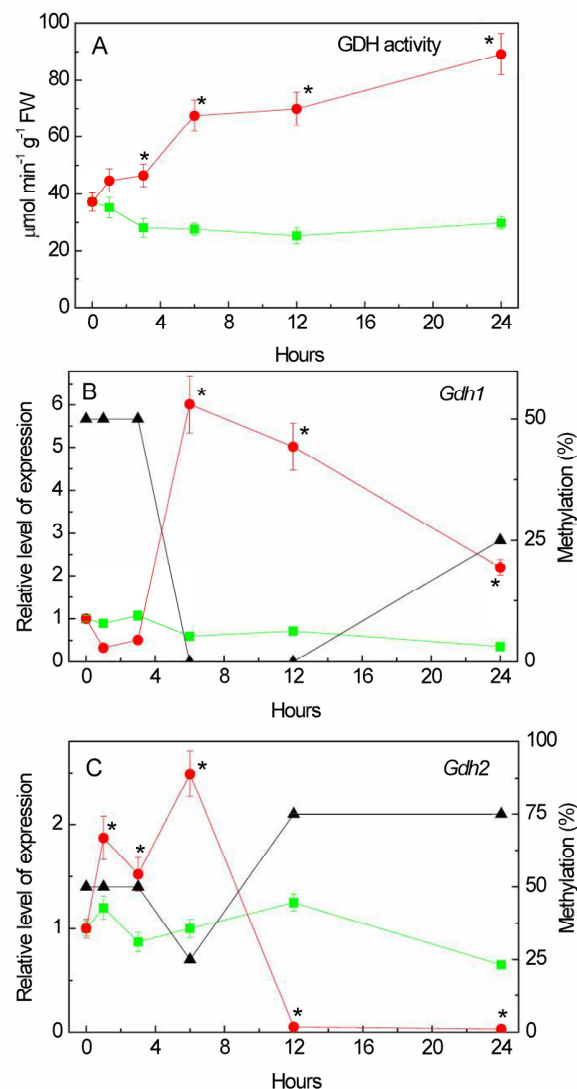 A
GDH activity
µmol min⁻¹ g⁻¹ FW
100
80
60
40
20
0
*
*
*
*
0 4 8 12 16 20 24
Hours
B
Gdh1
Relative level of expression
6
5
4
3
2
1
0
Methylation (%)
50
25
0
*
*
*
0 4 8 12 16 20 24
Hours
C
Gdh2
Relative level of expression
2
1
0
Methylation (%)
100
75
50
25
0
*
*
*
*
*
0 4 8 12 16 20 24
Hours